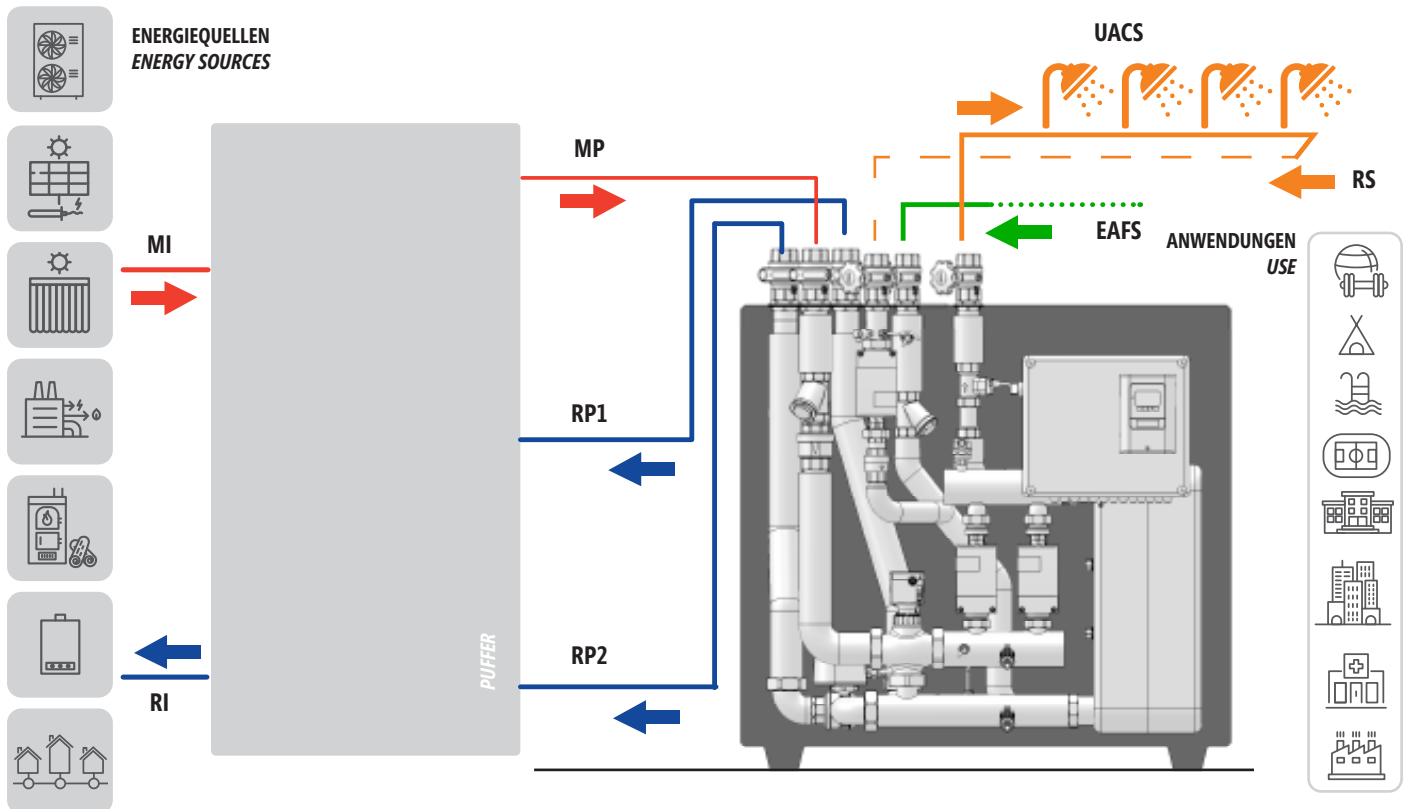 ENERGIEQUELLEN
ENERGY SOURCES
UACS
MP
RS
EAFS
ANWENDUNGEN
USE
MI
RP1
RP2
PUFFER
RI